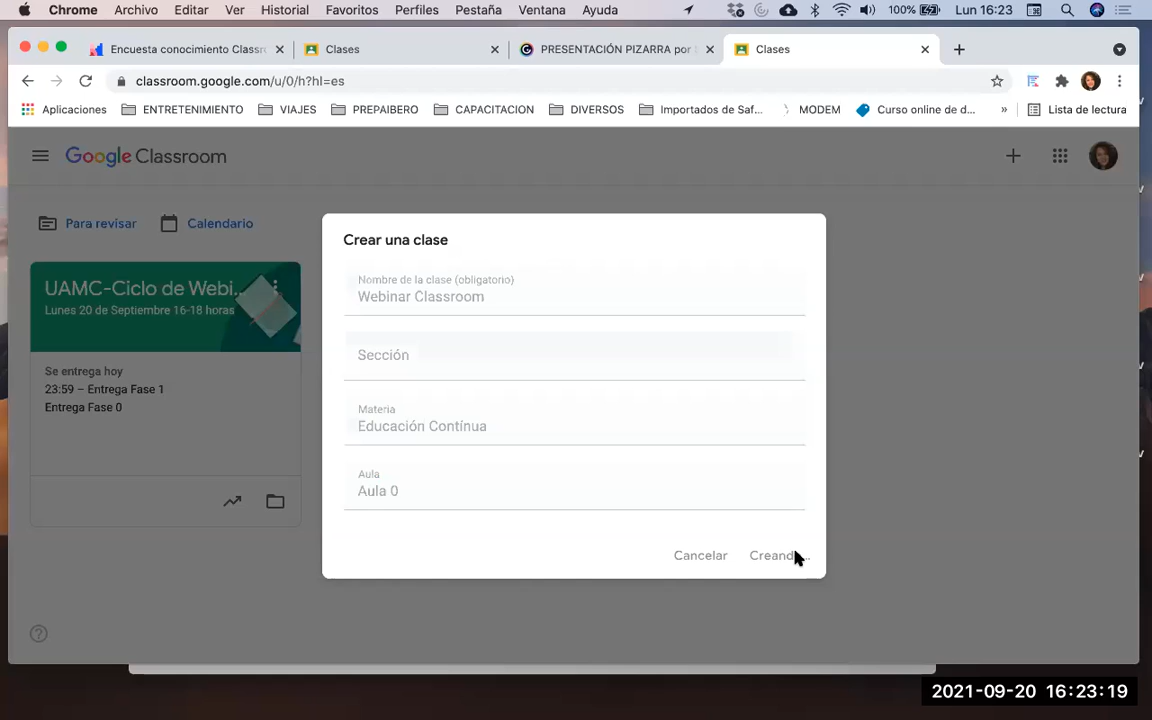 Chrome Archivo Editar Ver Historial Favoritos Perfiles Pestaña Ventana Ayuda 100% Lun 16:23
Encuesta conocimiento Classr Clases PRESENTACIÓN PIZARRA por Clases
classroom.google.com/u/0/h?hl=es
Aplicaciones ENTRETENIMIENTO VIAJES PREPAIBERO CAPACITACION DIVERSOS Importados de Saf... MODEM Curso online de d... » Lista de lectura
Google Classroom
Para revisar Calendario
UAMC-Ciclo de Webi...
Lunes 20 de Septiembre 16-18 horas
Se entrega hoy
23:59 – Entrega Fase 1
Entrega Fase 0
Crear una clase
Nombre de la clase (obligatorio)
Webinar Classroom
Sección
Materia
Educación Contínua
Aula
Aula 0
Cancelar
2021-09-20 16:23:19